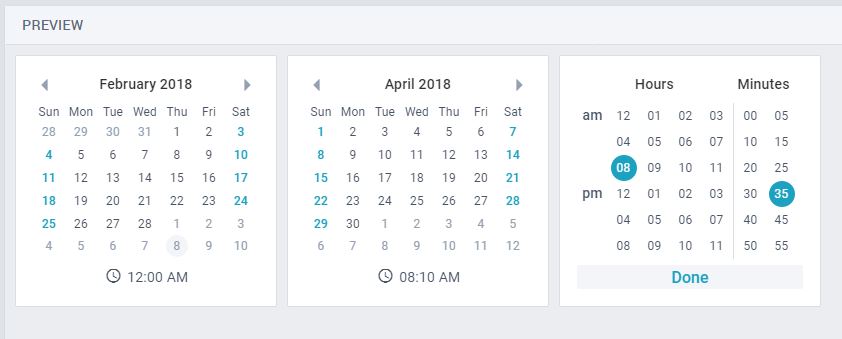 PREVIEW
February 2018
Sun Mon Tue Wed Thu Fri Sat
28 29 30 31 1 2 3
4 5 6 7 8 9 10
11 12 13 14 15 16 17
18 19 20 21 22 23 24
25 26 27 28 1 2 3
4 5 6 7 8 9 10
12:00 AM
April 2018
Sun Mon Tue Wed Thu Fri Sat
1 2 3 4 5 6 7
8 9 10 11 12 13 14
15 16 17 18 19 20 21
22 23 24 25 26 27 28
29 30 1 2 3 4 5
6 7 8 9 10 11 12
08:10 AM
Hours Minutes
am 12 01 02 03 00 05
04 05 06 07 10 15
08 09 10 11 20 25
pm 12 01 02 03 30 35
04 05 06 07 40 45
08 09 10 11 50 55
Done